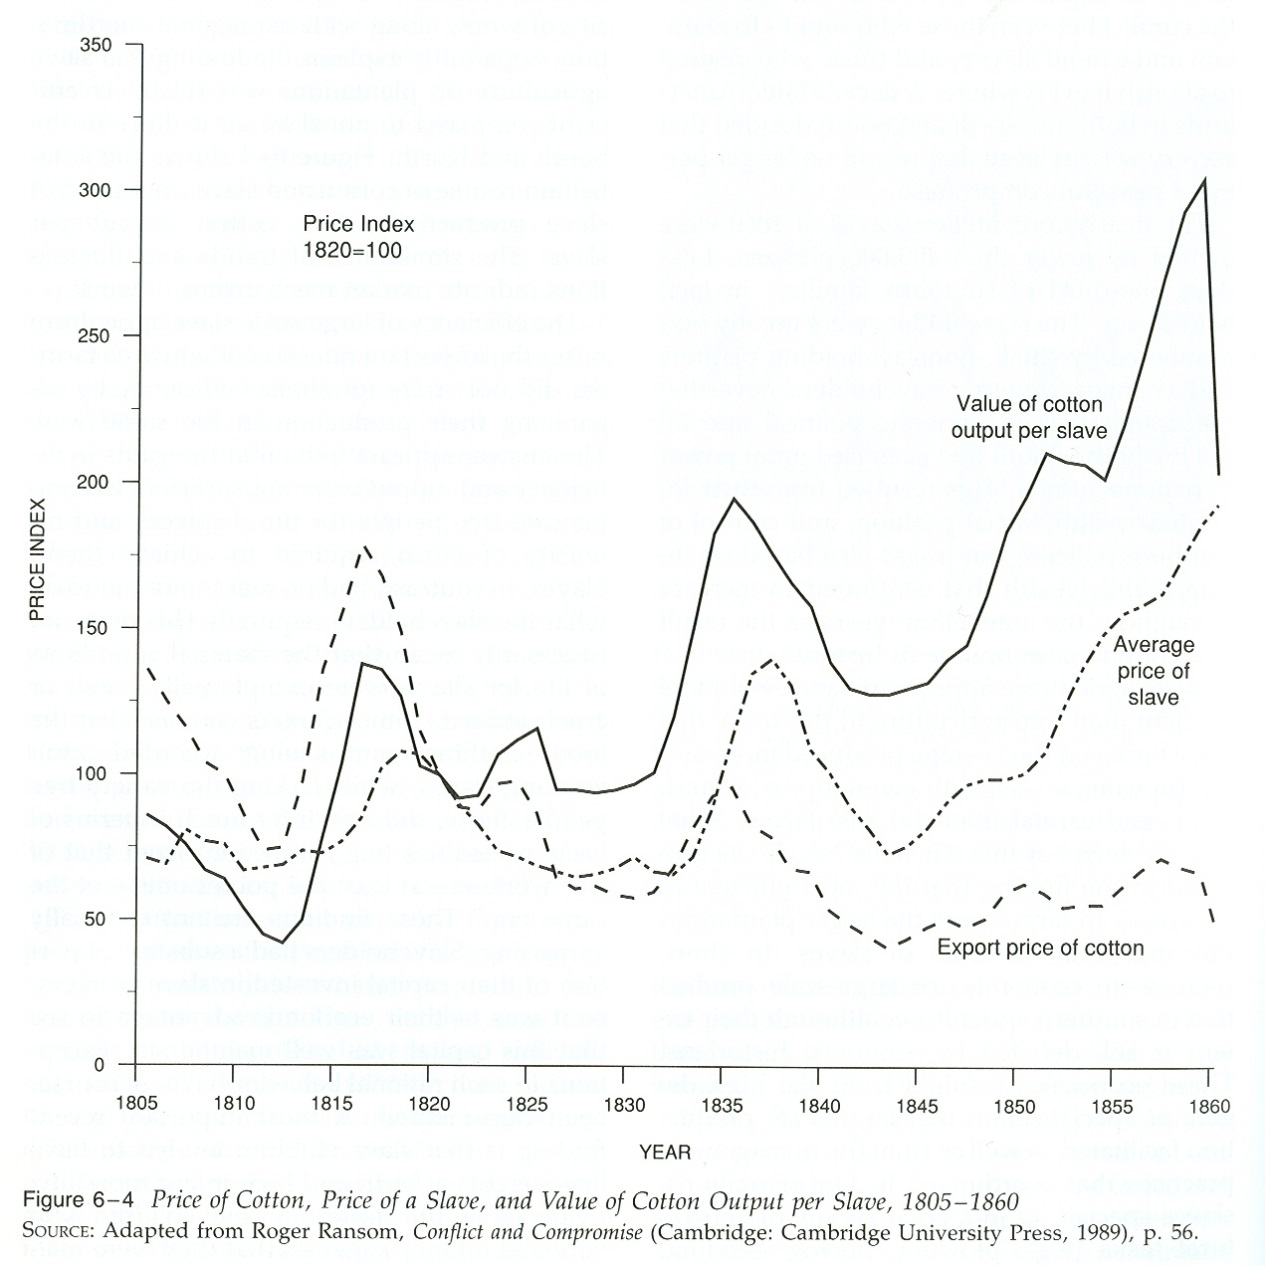 350
300
250
200
150
100
50
0
PRICE INDEX
Price Index
1820=100
Value of cotton
output per slave
Average
price of
slave
Export price of cotton
1805 1810 1815 1820 1825 1830 1835 1840 1845 1850 1855 1860
YEAR
Figure 6–4 Price of Cotton, Price of a Slave, and Value of Cotton Output per Slave, 1805–1860
SOURCE: Adapted from Roger Ransom, Conflict and Compromise (Cambridge: Cambridge University Press, 1989), p. 56.